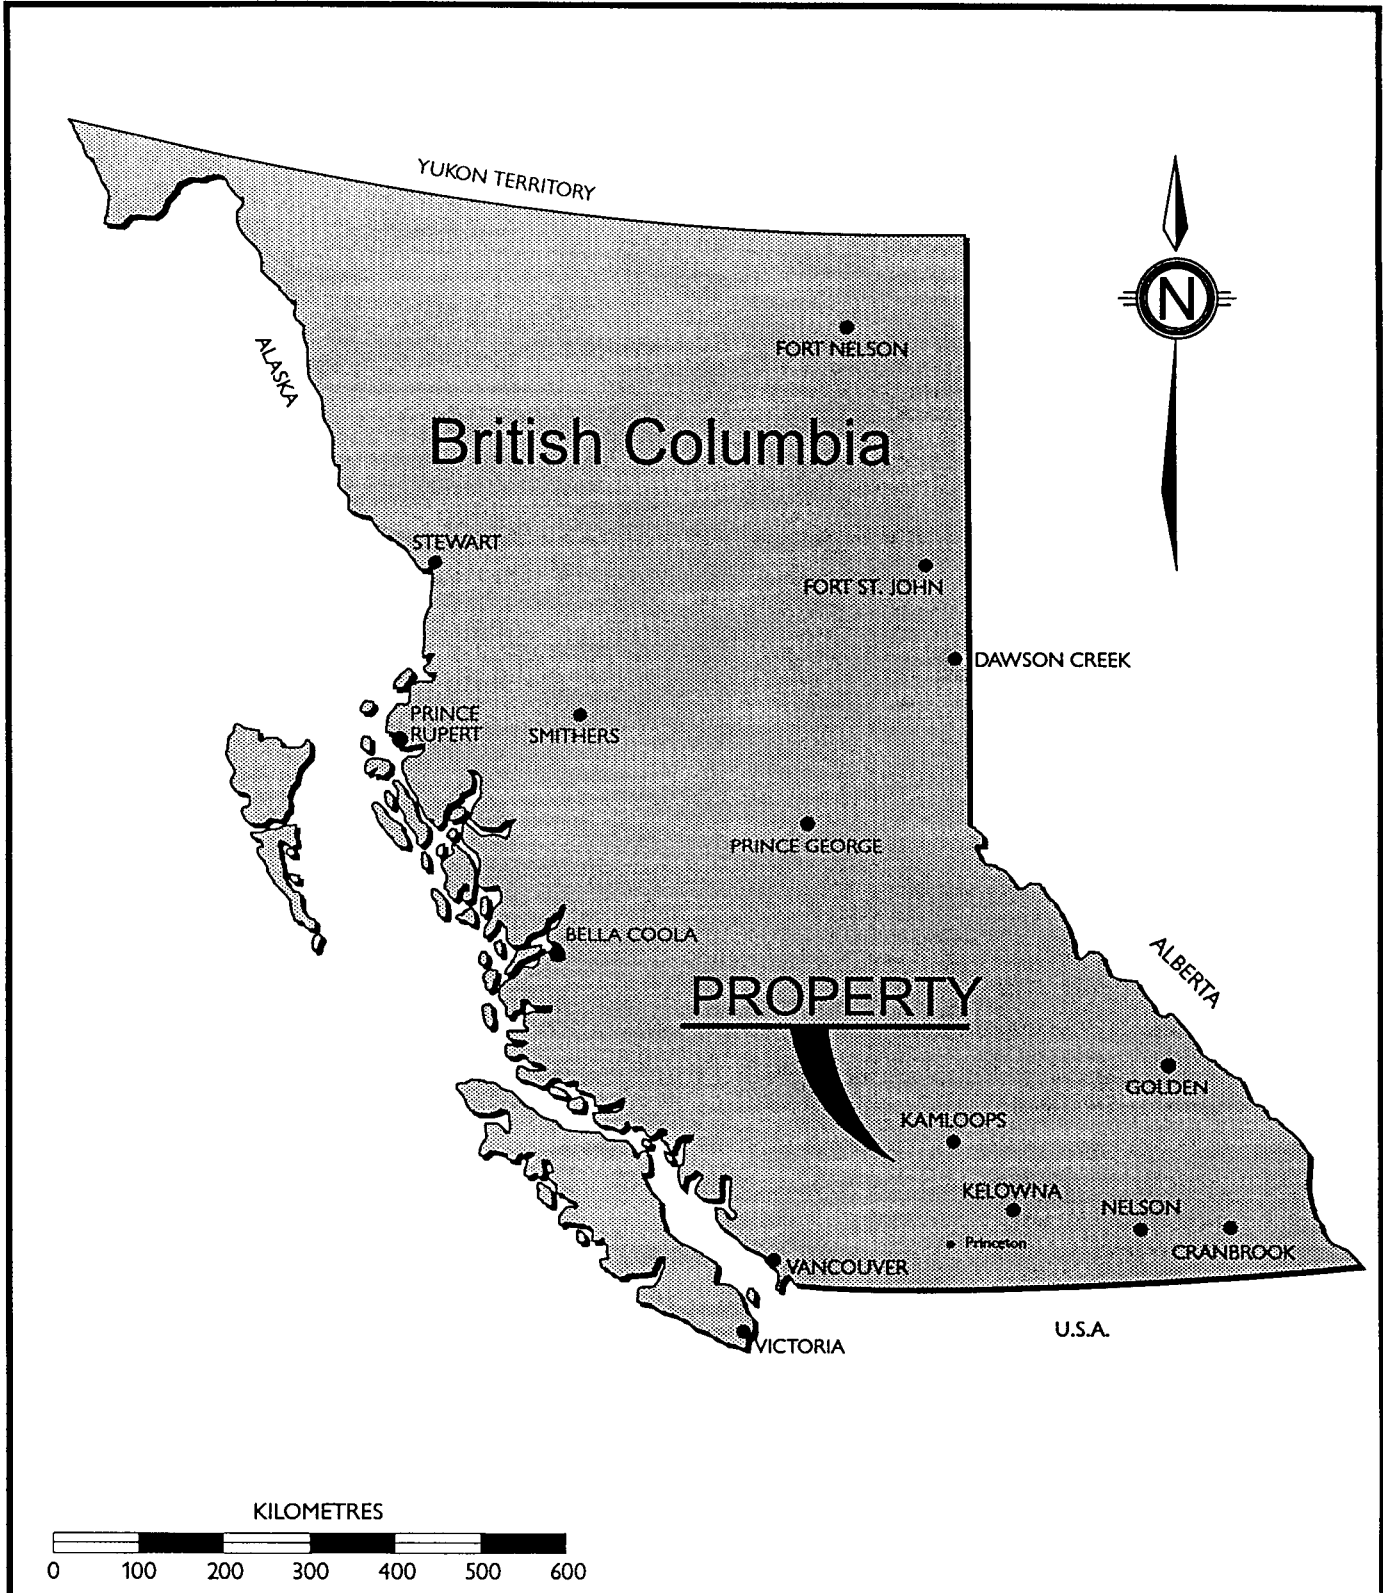 YUKON TERRITORY
N
ALASKA
FORT NELSON
British Columbia
STEWART
FORT ST. JOHN
DAWSON CREEK
PRINCE
RUPERT
SMITHERS
PRINCE GEORGE
BELLA COOLA
ALBERTA
PROPERTY
GOLDEN
KAMLOOPS
KELOWNA
NELSON
Princeton
CRANBROOK
VANCOUVER
U.S.A.
VICTORIA
KILOMETRES
0 100 200 300 400 500 600